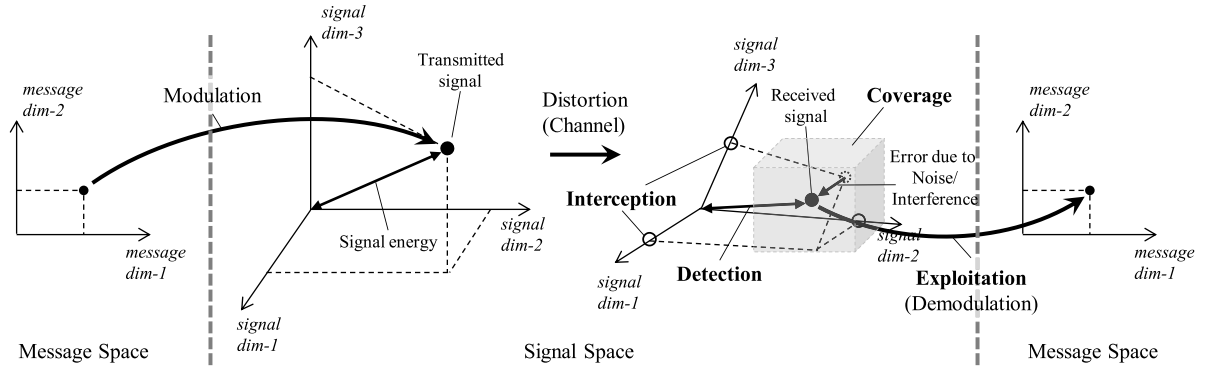 message
dim-2
message
dim-1
Message Space
Modulation
signal
dim-3
Transmitted
signal
Signal energy
signal
dim-2
signal
dim-1
Distortion
(Channel)
Signal Space
signal
dim-3
Received
signal
Coverage
Interception
Error due to
Noise/
Interference
signal
dim-2
signal
dim-1
Detection
Exploitation
(Demodulation)
message
dim-2
message
dim-1
Message Space